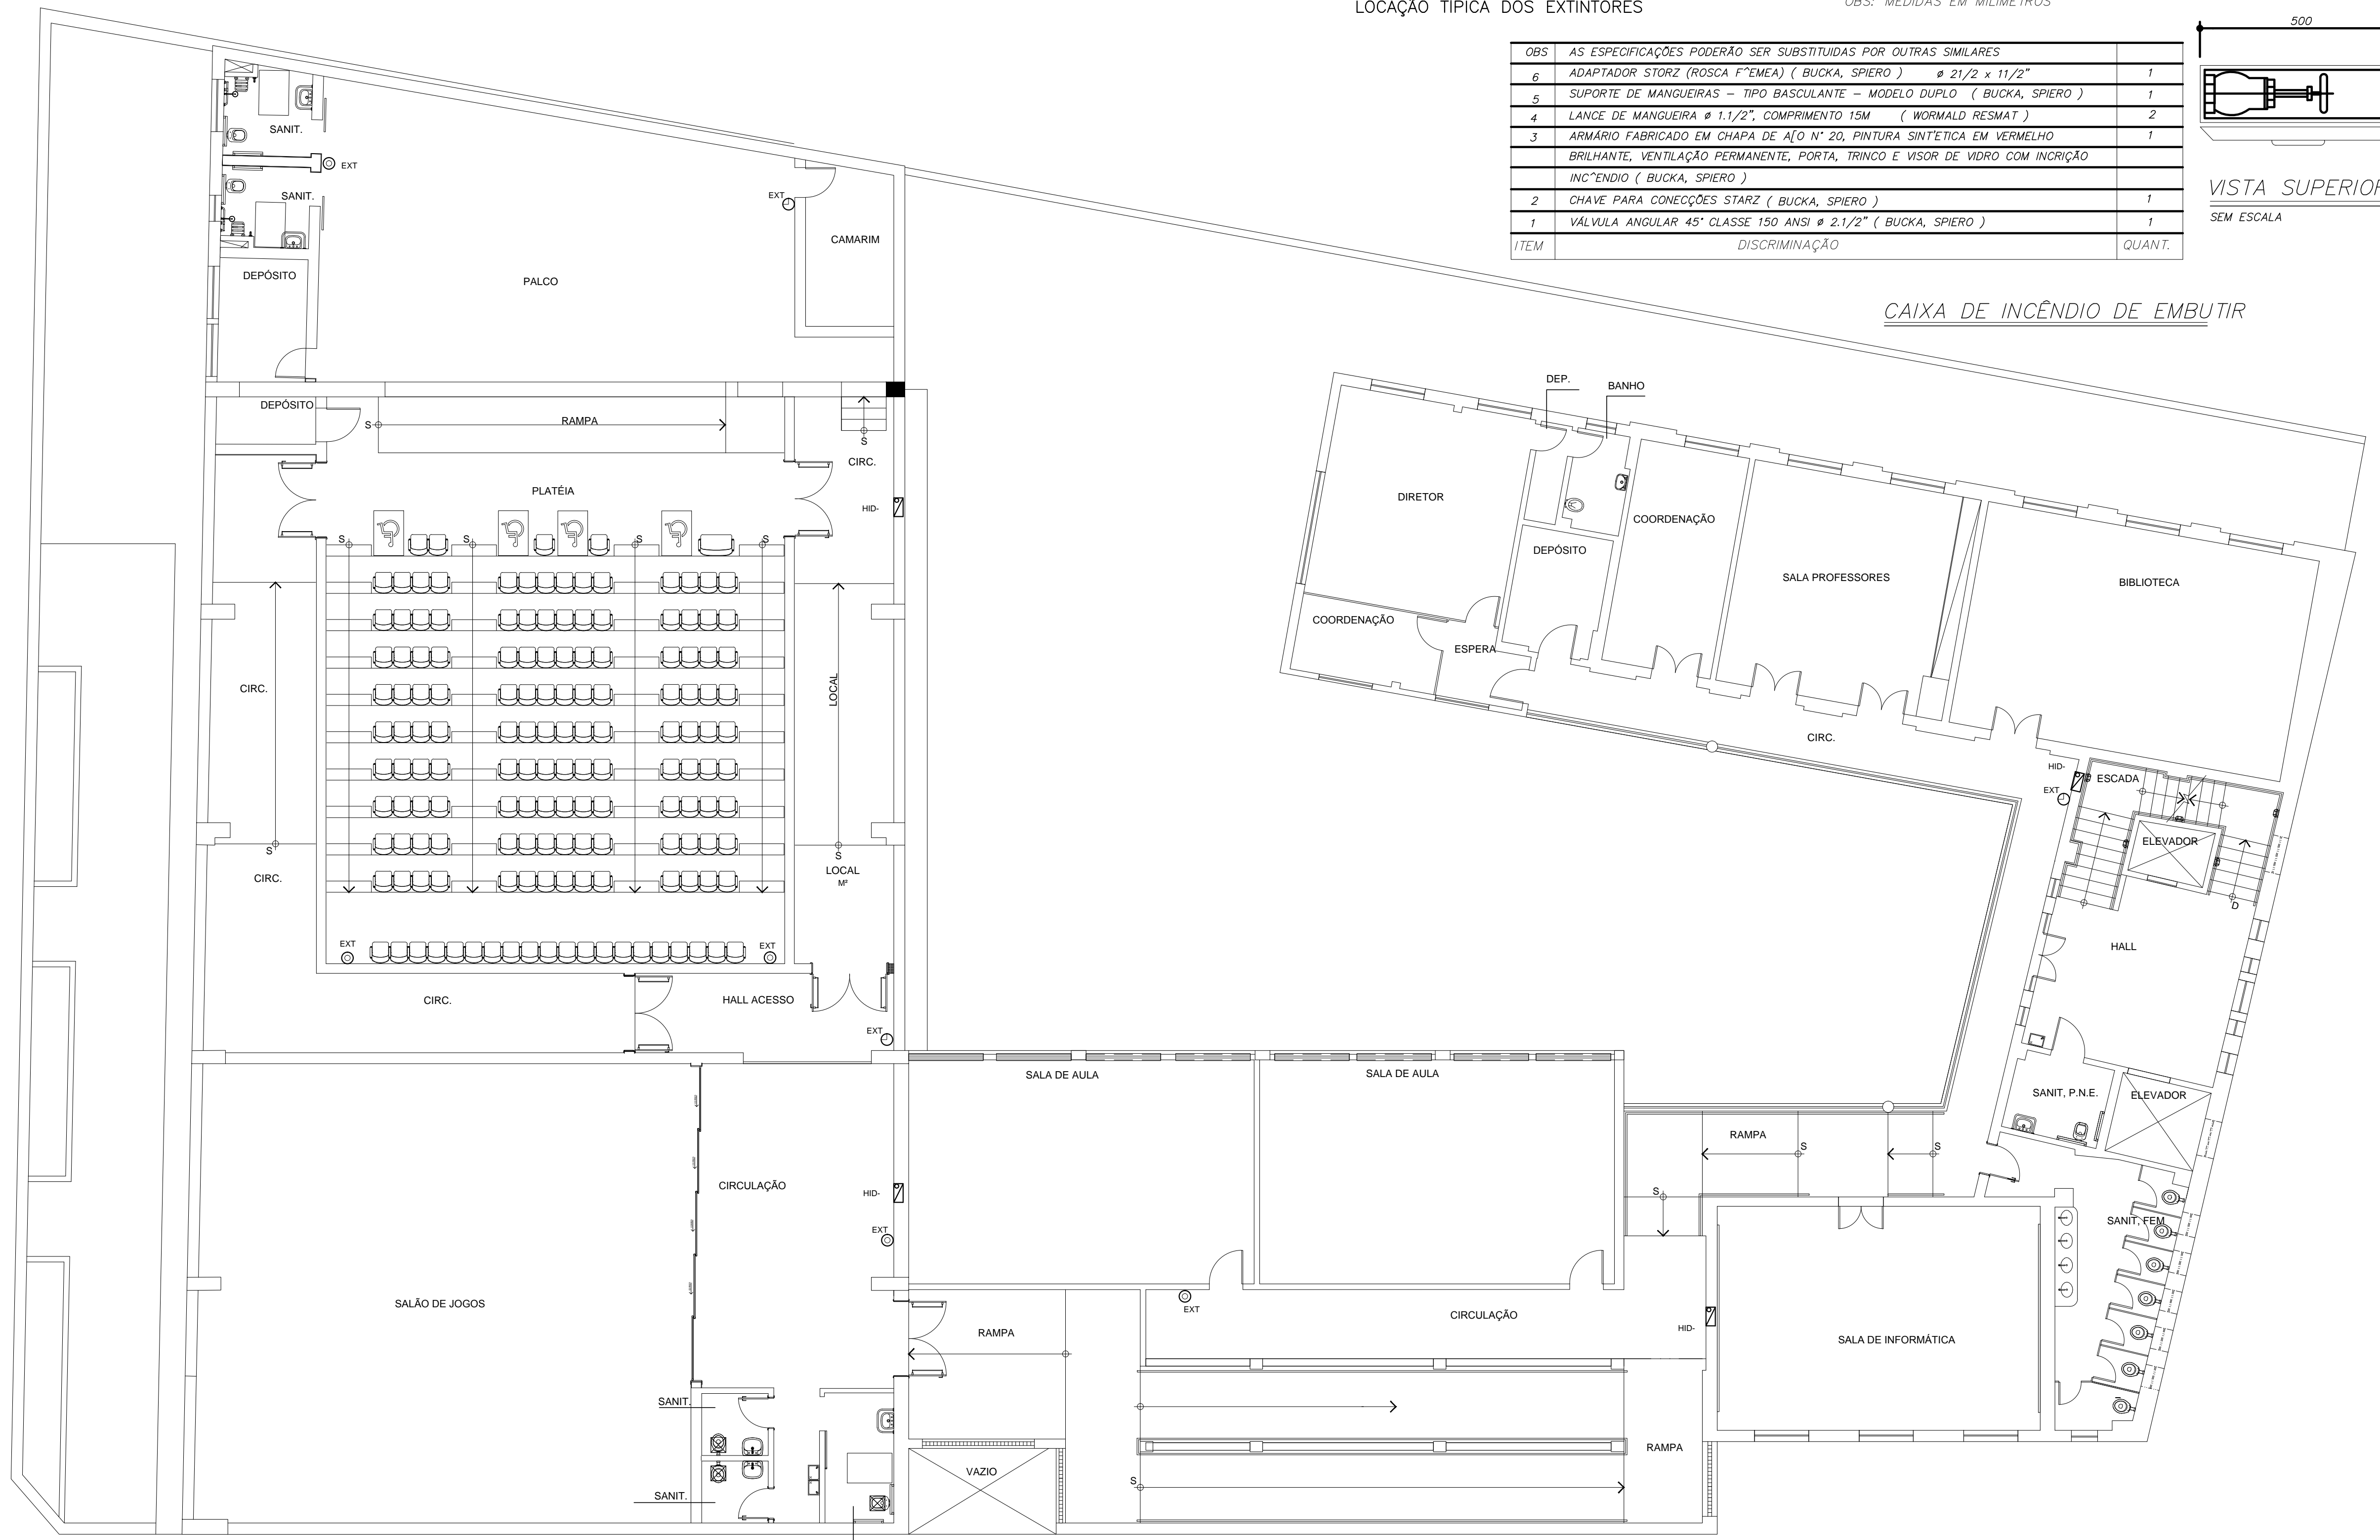 LOCAÇÃO TIPICA DOS EXTINTORES
OBS: MEDIDAS EM MILIMETROS
500
OBS AS ESPECIFICAÇÕES PODERÃO SER SUBSTITUIDAS POR OUTRAS SIMILARES
6 ADAPTADOR STORZ (ROSCA F^EMEA) ( BUCKA, SPIERO ) ø 21/2 x 11/2" 1
5 SUPORTE DE MANGUEIRAS – TIPO BASCULANTE – MODELO DUPLO ( BUCKA, SPIERO ) 1
4 LANCE DE MANGUEIRA ø 1.1/2", COMPRIMENTO 15M ( WORMALD RESMAT ) 2
3 ARMÁRIO FABRICADO EM CHAPA DE A[O N° 20, PINTURA SINT'ETICA EM VERMELHO 1
BRILHANTE, VENTILAÇÃO PERMANENTE, PORTA, TRINCO E VISOR DE VIDRO COM INCRIÇÃO
INC^ENDIO ( BUCKA, SPIERO )
2 CHAVE PARA CONECÇÕES STARZ ( BUCKA, SPIERO ) 1
1 VÁLVULA ANGULAR 45° CLASSE 150 ANSI ø 2.1/2" ( BUCKA, SPIERO ) 1
ITEM DISCRIMINAÇÃO QUANT.
VISTA SUPERIOR
SEM ESCALA
CAIXA DE INCÊNDIO DE EMBUTIR
SANIT.
EXT
SANIT.
EXT
CAMARIM
DEPÓSITO
PALCO
DEPÓSITO
S
RAMPA
S
CIRC.
PLATÉIA
HID-
S
S
S
S
CIRC.
LOCAL
S
S
CIRC.
LOCAL
M²
EXT
EXT
CIRC.
HALL ACESSO
EXT
DEP.
BANHO
DIRETOR
COORDENAÇÃO
DEPÓSITO
SALA PROFESSORES
BIBLIOTECA
COORDENAÇÃO
ESPERA
CIRC.
HID-
ESCADA
EXT
ELEVADOR
D
HALL
SALA DE AULA
SALA DE AULA
SANIT, P.N.E.
ELEVADOR
RAMPA
S
S
CIRCULAÇÃO
HID-
S
SANIT, FEM
EXT
SALÃO DE JOGOS
EXT
CIRCULAÇÃO
HID-
RAMPA
SALA DE INFORMÁTICA
SANIT.
RAMPA
VAZIO
S
SANIT.